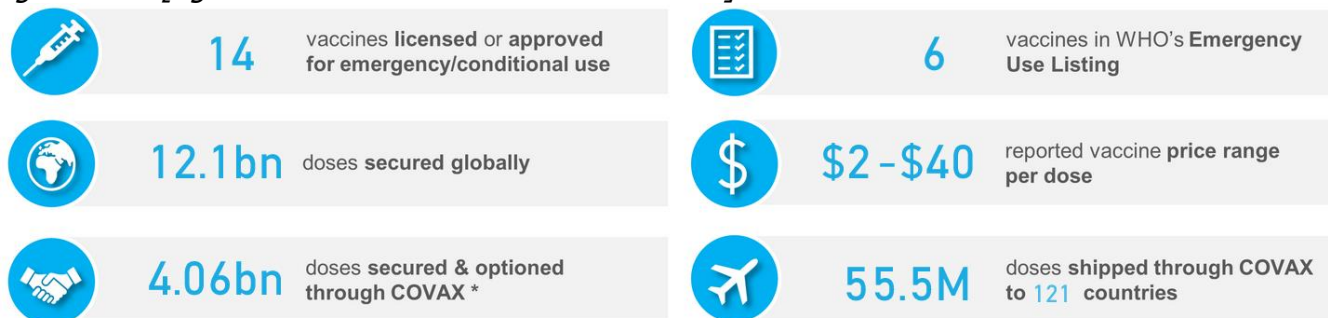 14
vaccines licensed or approved
for emergency/conditional use
6
vaccines in WHO's Emergency
Use Listing
12.1bn
doses secured globally
$2-$40
reported vaccine price range
per dose
4.06bn
doses secured & optioned
through COVAX *
55.5M
doses shipped through COVAX
to 121 countries